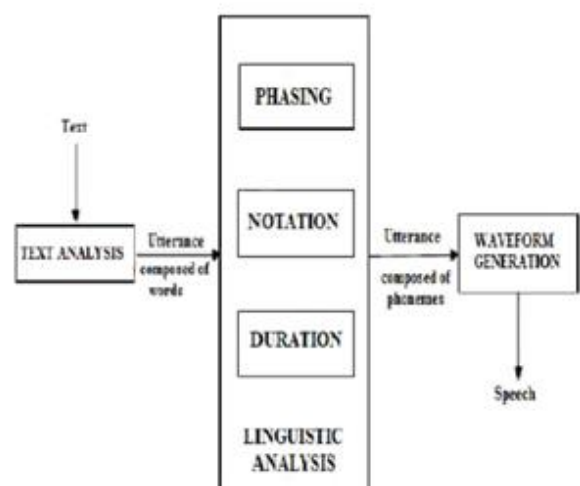 Text
TEXT ANALYSIS
Utterance
composed of
words
PHASING
NOTATION
DURATION
LINGUISTIC
ANALYSIS
Utterance
composed of
phonemes
WAVEFORM
GENERATION
Speech